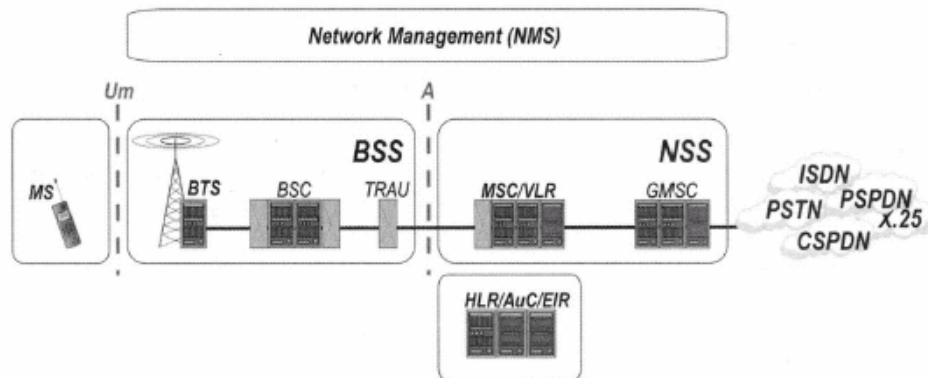 Network Management (NMS)
Um
A
BSS
NSS
MS
BTS
BSC
TRAU
MSC/VLR
GMSC
ISDN
PSTN
PSPDN
X.25
CSPDN
HLR/AuC/EIR